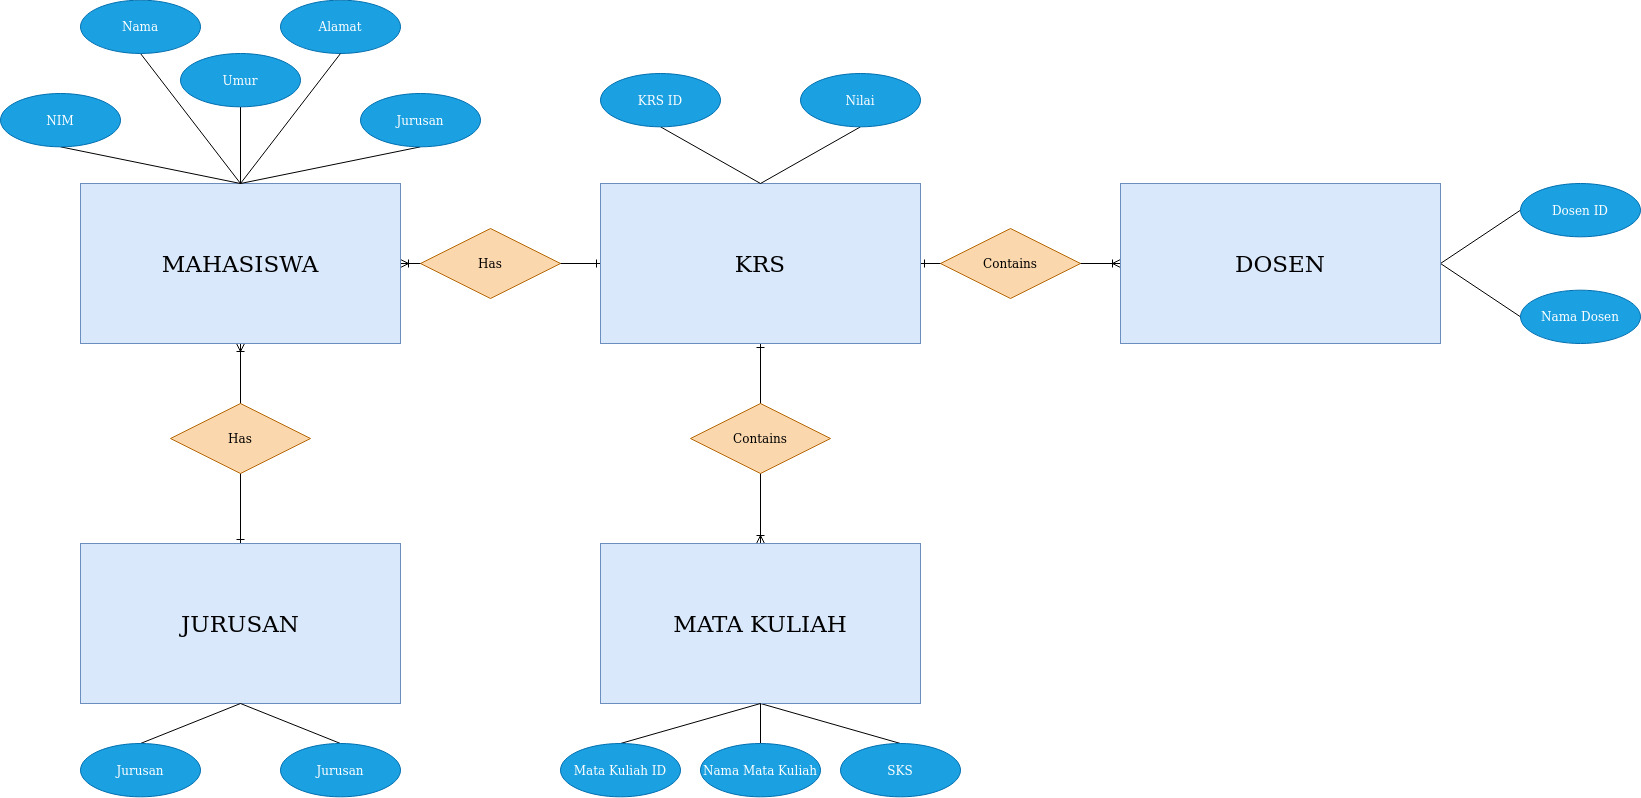 Nama
Alamat
Umur
NIM
Jurusan
KRS ID
Nilai
MAHASISWA
Has
KRS
Contains
DOSEN
Dosen ID
Nama Dosen
Has
Contains
JURUSAN
MATA KULIAH
Jurusan
Jurusan
Mata Kuliah ID
Nama Mata Kuliah
SKS